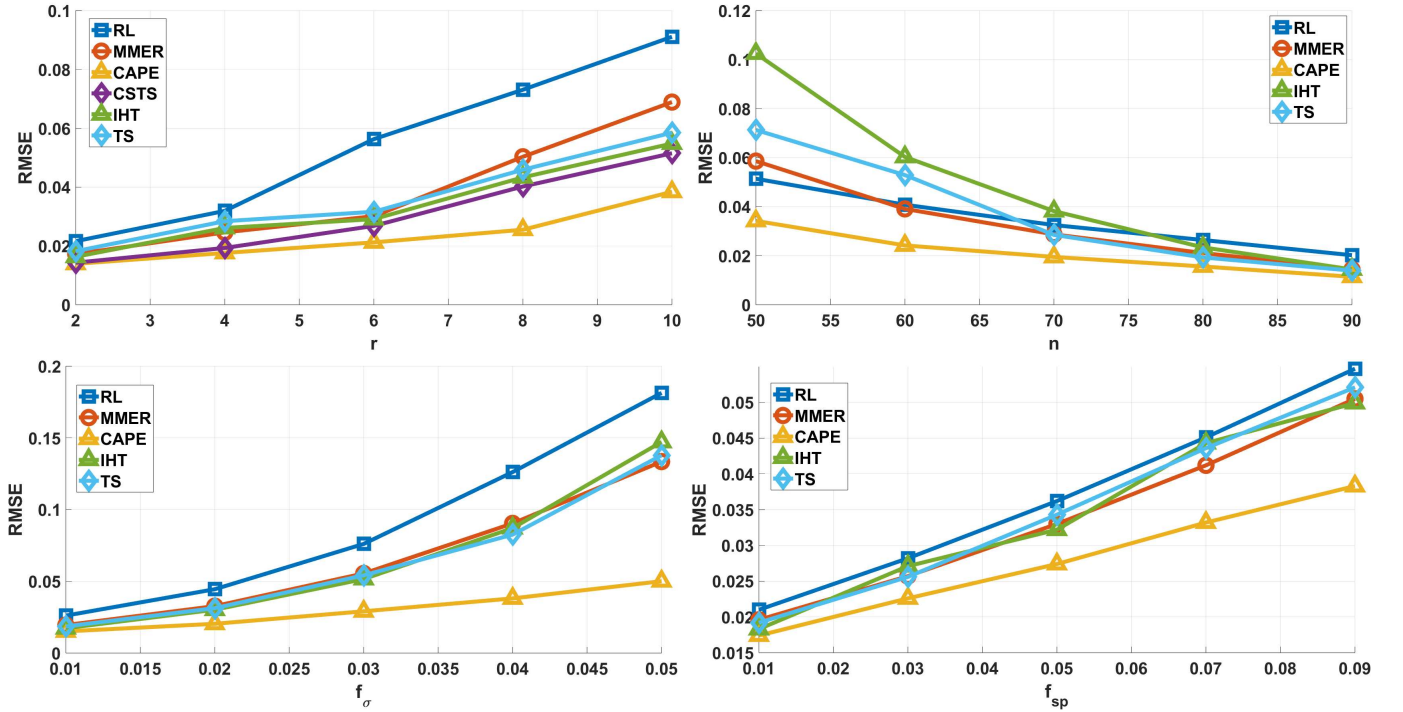 0.1
0.08
0.06
0.04
0.02
0
RMSE
RL
MMER
CAPE
CSTS
IHT
TS
2 3 4 5 6 7 8 9 10
r
0.12
0.1
0.08
0.06
0.04
0.02
0
RMSE
RL
MMER
CAPE
IHT
TS
50 55 60 65 70 75 80 85 90
n
0.2
0.15
0.1
0.05
0
RMSE
RL
MMER
CAPE
IHT
TS
0.01 0.015 0.02 0.025 0.03 0.035 0.04 0.045 0.05
fσ
0.05
0.045
0.04
0.035
0.03
0.025
0.02
0.015
RMSE
RL
MMER
CAPE
IHT
TS
0.01 0.02 0.03 0.04 0.05 0.06 0.07 0.08 0.09
fsp